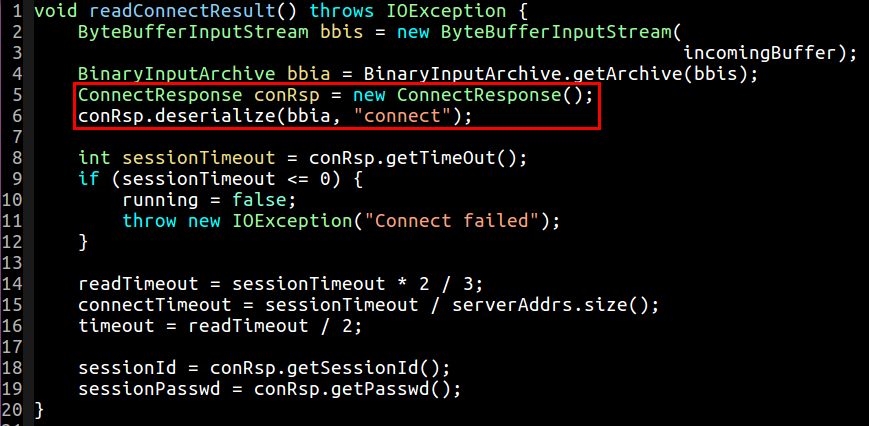 1 void readConnectResult() throws IOException {
2     ByteBufferInputStream bbis = new ByteBufferInputStream(
3                                                            incomingBuffer);
4     BinaryInputArchive bbia = BinaryInputArchive.getArchive(bbis);
5     ConnectResponse conRsp = new ConnectResponse();
6     conRsp.deserialize(bbia, "connect");
7
8     int sessionTimeout = conRsp.getTimeOut();
9     if (sessionTimeout <= 0) {
10         running = false;
11         throw new IOException("Connect failed");
12     }
13
14     readTimeout = sessionTimeout * 2 / 3;
15     connectTimeout = sessionTimeout / serverAddrs.size();
16     timeout = readTimeout / 2;
17
18     sessionId = conRsp.getSessionId();
19     sessionPasswd = conRsp.getPasswd();
20 }